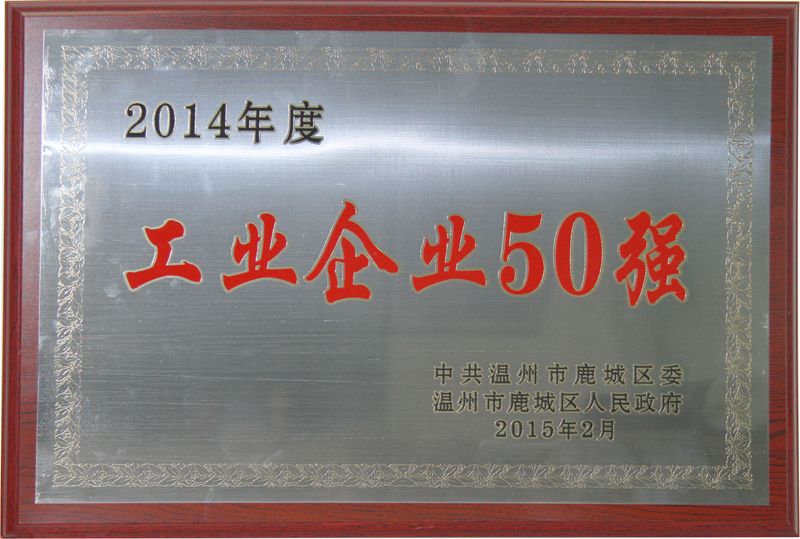 2014年度
工业企业50强
中共温州市鹿城区委
温州市鹿城区人民政府
2015年2月